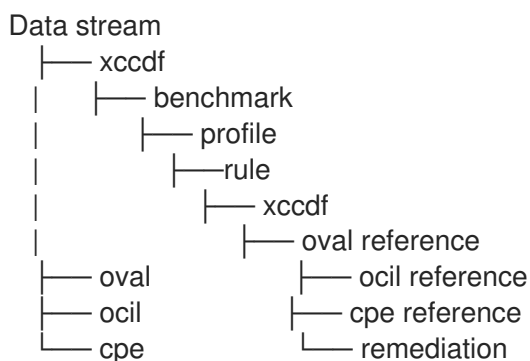 Data stream
├── xccdf
| ├── benchmark
| ├── profile
| ├──rule
| ├── xccdf
| ├── oval reference
├── oval ├── ocil reference
├── ocil ├── cpe reference
└── cpe └── remediation